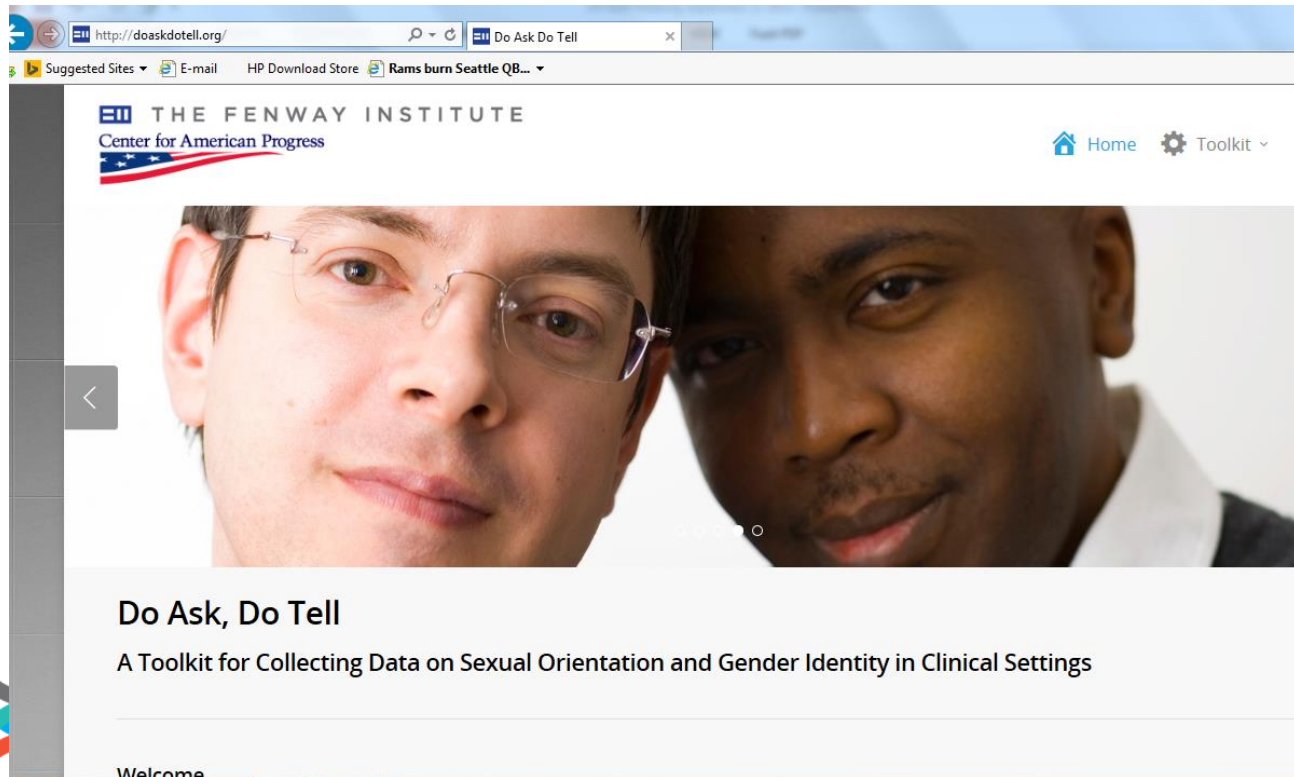 http://doaskdotell.org/
Do Ask Do Tell
Suggested Sites
E-mail
HP Download Store
Rams burn Seattle QB...
THE FENWAY INSTITUTE
Center for American Progress
Home
Toolkit
Do Ask, Do Tell
A Toolkit for Collecting Data on Sexual Orientation and Gender Identity in Clinical Settings
Welcome